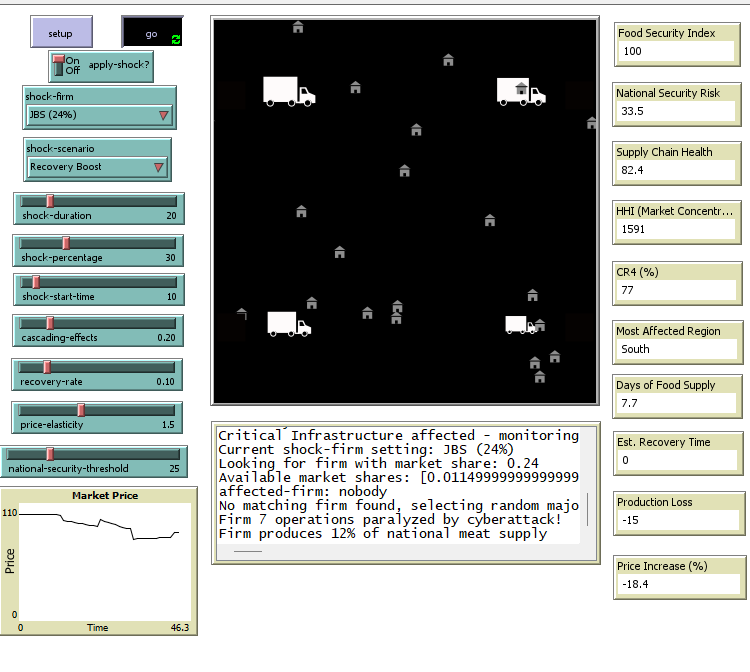 setup
go
On
Off
apply-shock?
shock-firm
JBS (24%)
shock-scenario
Recovery Boost
shock-duration 20
shock-percentage 30
shock-start-time 10
cascading-effects 0.20
recovery-rate 0.10
price-elasticity 1.5
national-security-threshold 25
Market Price
110
Price
0
0 Time 46.3
Critical Infrastructure affected - monitoring
Current shock-firm setting: JBS (24%)
Looking for firm with market share: 0.24
Available market shares: [0.01149999999999999
affected-firm: nobody
No matching firm found, selecting random majo
Firm 7 operations paralyzed by cyberattack!
Firm produces 12% of national meat supply
Food Security Index
100
National Security Risk
33.5
Supply Chain Health
82.4
HHI (Market Concentr...
1591
CR4 (%)
77
Most Affected Region
South
Days of Food Supply
7.7
Est. Recovery Time
0
Production Loss
-15
Price Increase (%)
-18.4